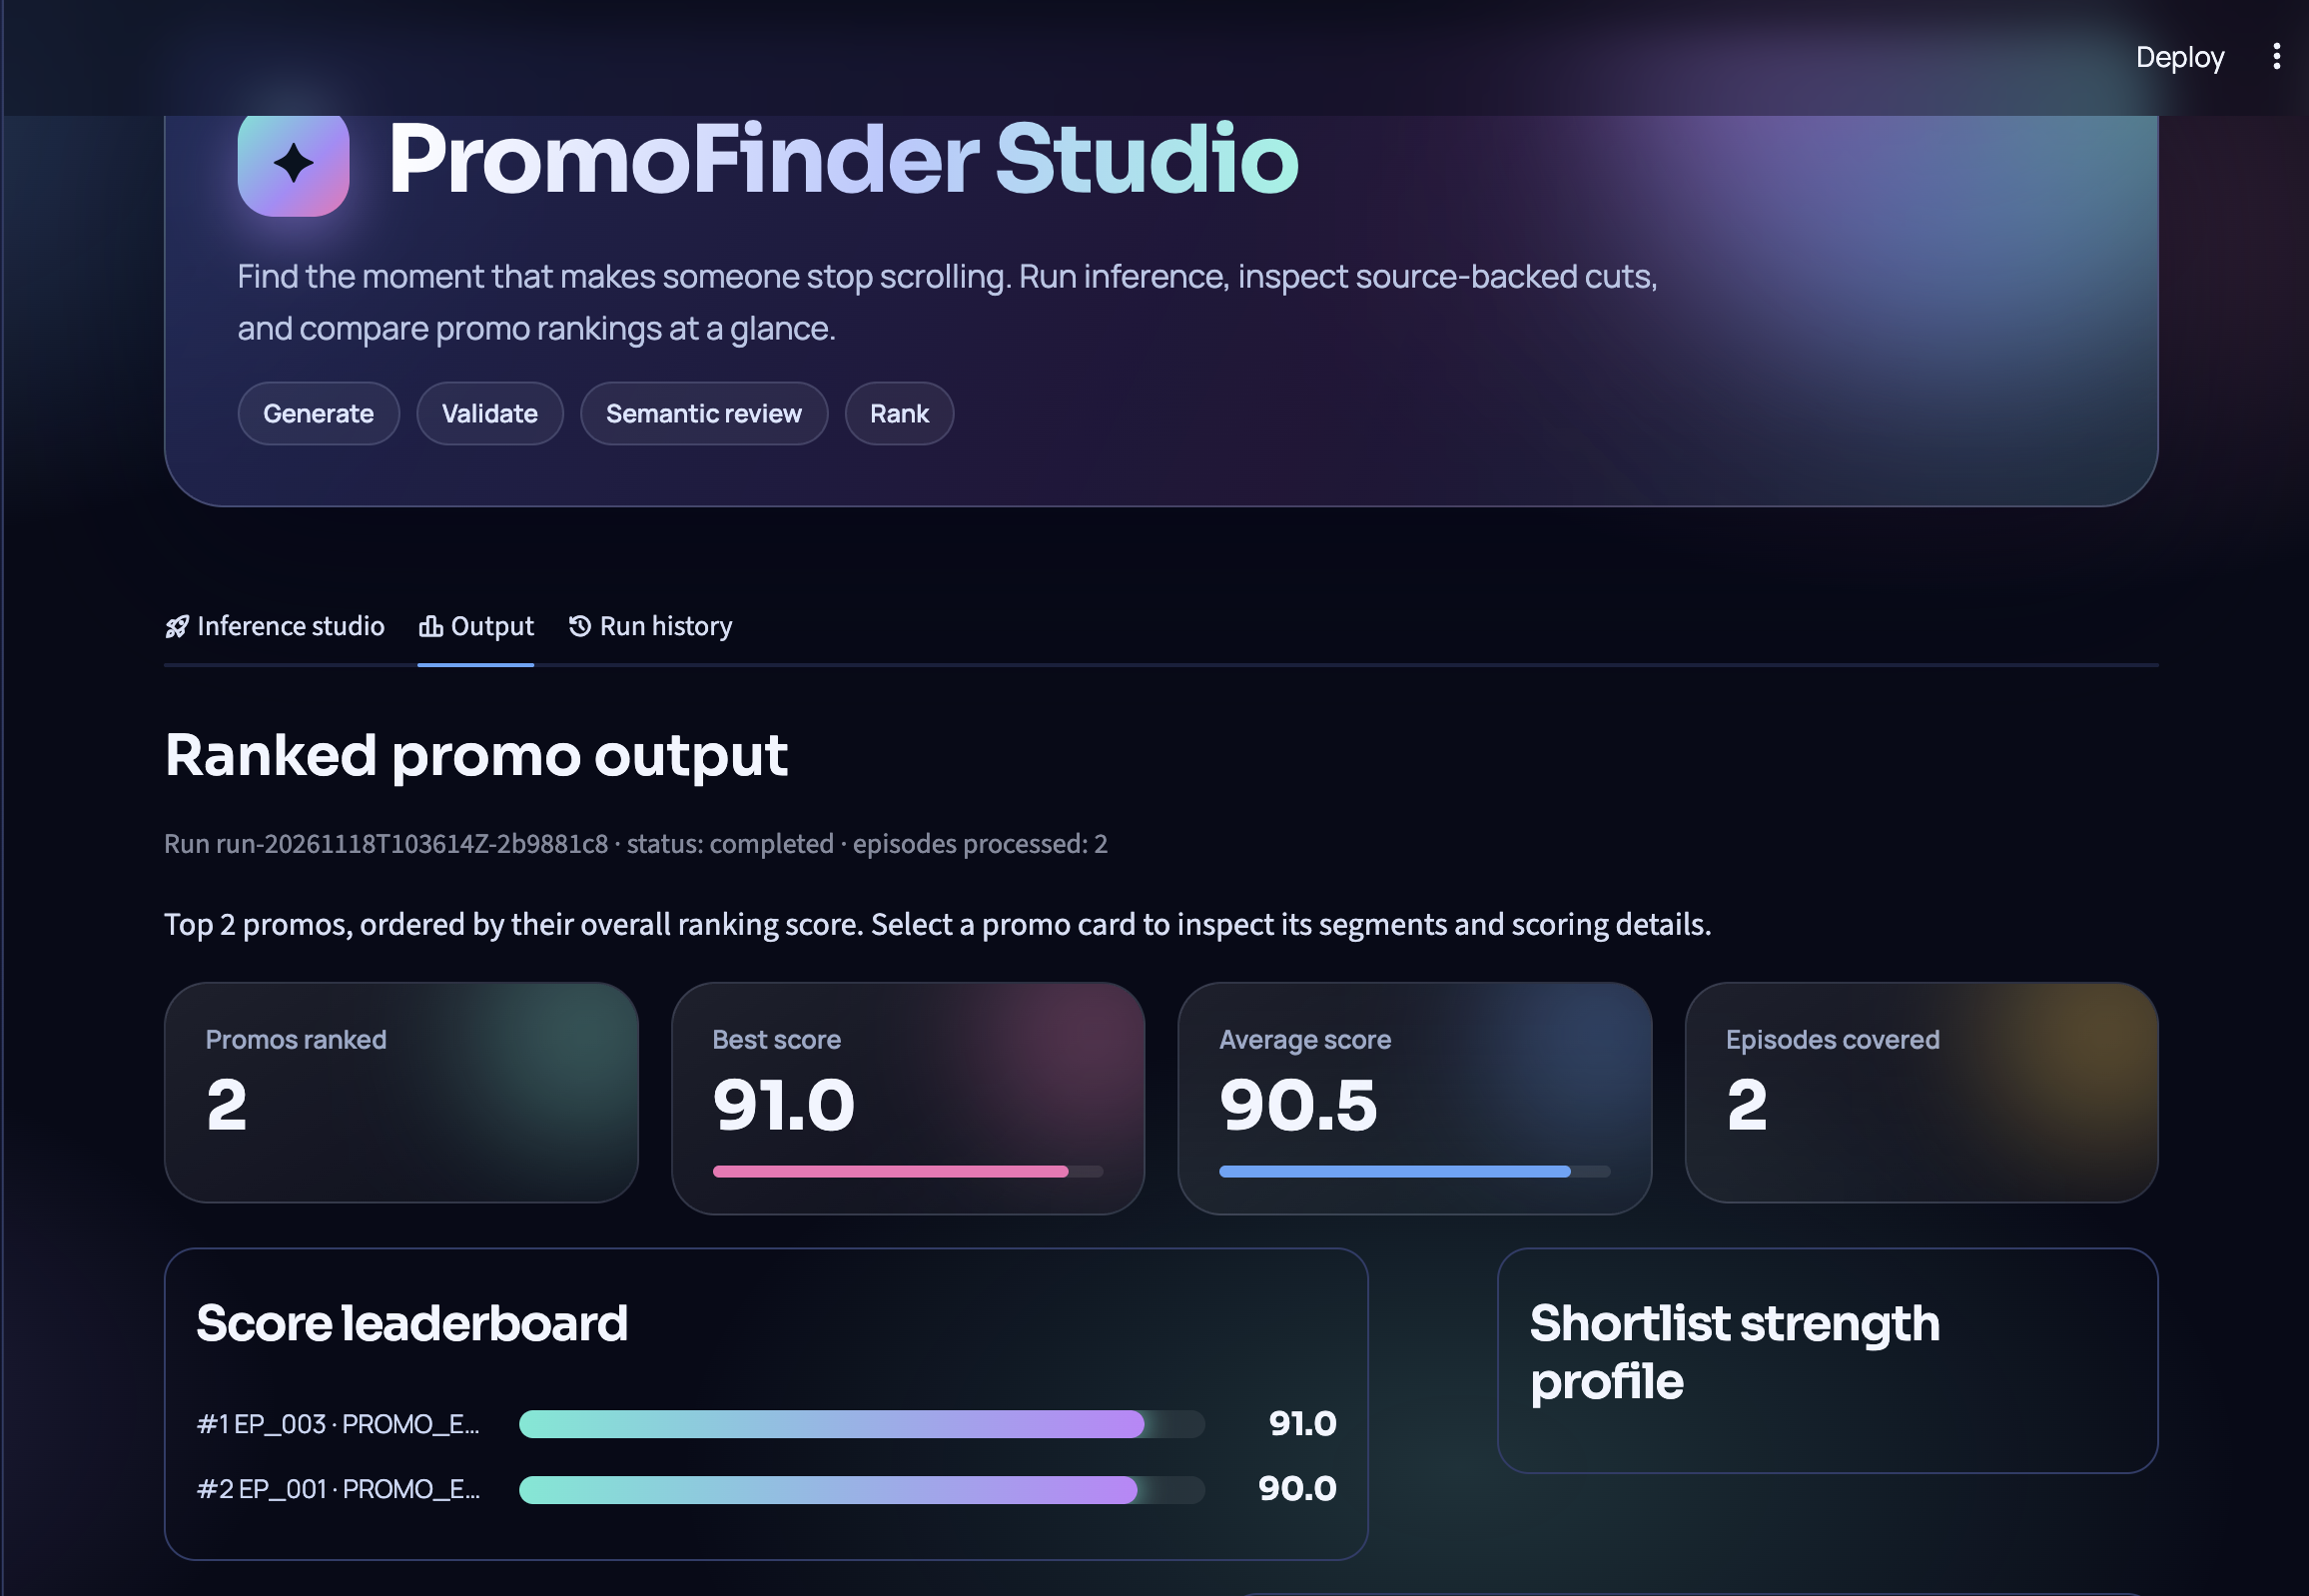 Deploy
PromoFinder Studio
Find the moment that makes someone stop scrolling. Run inference, inspect source-backed cuts,
and compare promo rankings at a glance.
Generate
Validate
Semantic review
Rank
Inference studio
Output
Run history
Ranked promo output
Run run-20261118T103614Z-2b9881c8 · status: completed · episodes processed: 2
Top 2 promos, ordered by their overall ranking score. Select a promo card to inspect its segments and scoring details.
Promos ranked
2
Best score
91.0
Average score
90.5
Episodes covered
2
Score leaderboard
#1 EP_003 · PROMO_E...
91.0
#2 EP_001 · PROMO_E...
90.0
Shortlist strength
profile